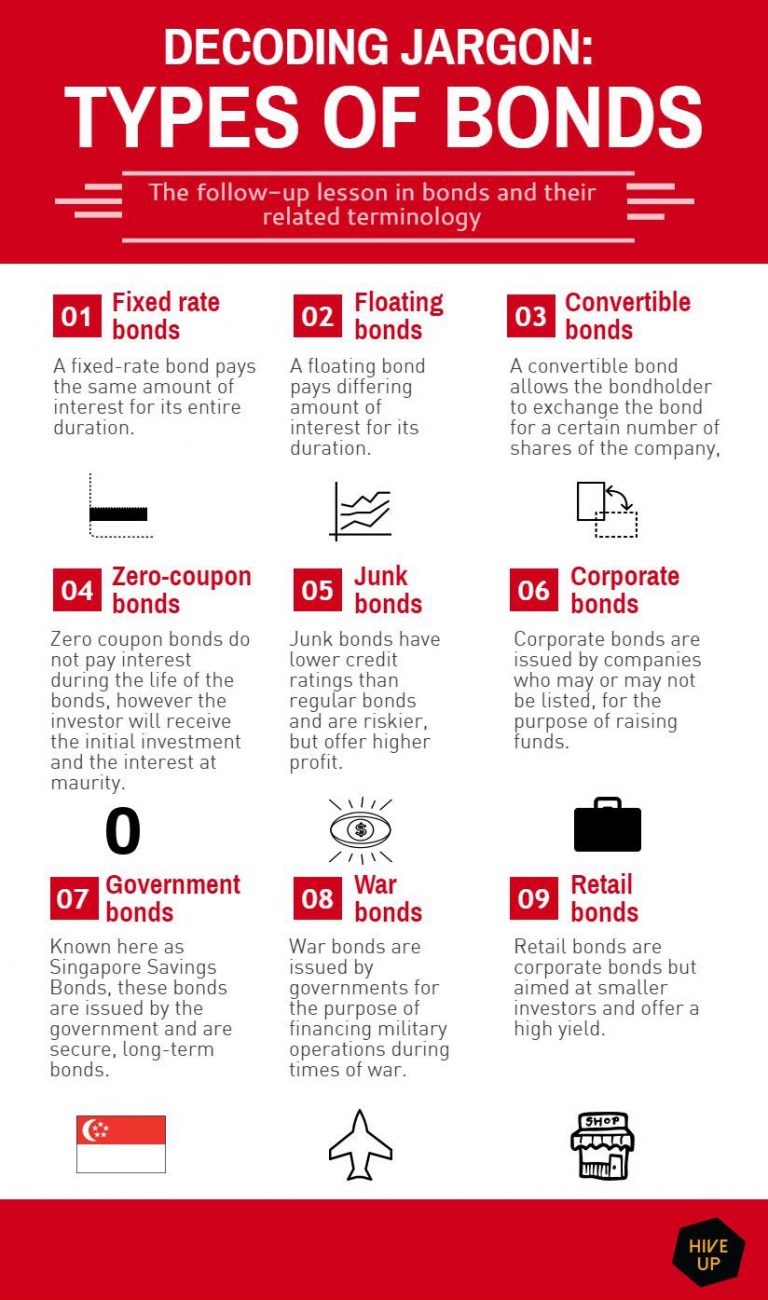 DECODING JARGON:
TYPES OF BONDS
The follow-up lesson in bonds and their
related terminology
01
Fixed rate
bonds
A fixed-rate bond pays
the same amount of
interest for its entire
duration.
02
Floating
bonds
A floating bond
pays differing
amount of
interest for its
duration.
03
Convertible
bonds
A convertible bond
allows the bondholder
to exchange the bond
for a certain number of
shares of the company,
04
Zero-coupon
bonds
Zero coupon bonds do
not pay interest
during the life of the
bonds, however the
investor will receive
the initial investment
and the interest at
maurity.
0
05
Junk
bonds
Junk bonds have
lower credit
ratings than
regular bonds
and are riskier,
but offer higher
profit.
$
06
Corporate
bonds
Corporate bonds are
issued by companies
who may or may not
be listed, for the
purpose of raising
funds.
07
Government
bonds
Known here as
Singapore Savings
Bonds, these bonds
are issued by the
government and are
secure, long-term
bonds.
08
War
bonds
War bonds are
issued by
governments for
the purpose of
financing military
operations during
times of war.
09
Retail
bonds
Retail bonds are
corporate bonds but
aimed at smaller
investors and offer a
high yield.
SHOP
HIVE
UP